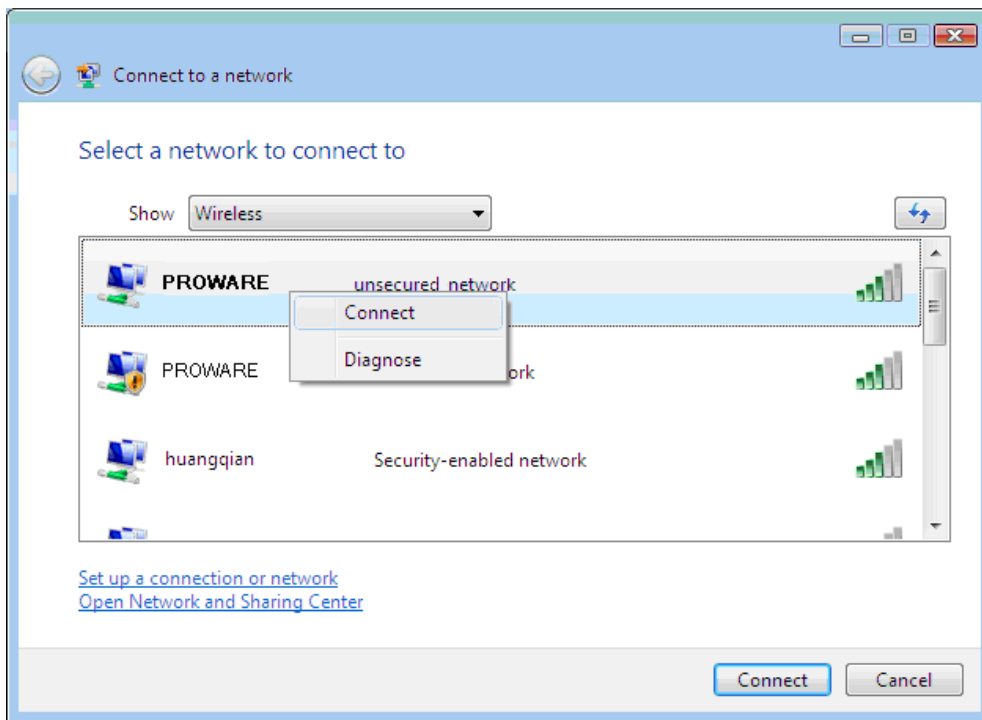 Connect to a network
Select a network to connect to
Show Wireless
PROWARE unsecured network
Connect
Diagnose
PROWARE ork
huangqian Security-enabled network
Set up a connection or network
Open Network and Sharing Center
Connect Cancel